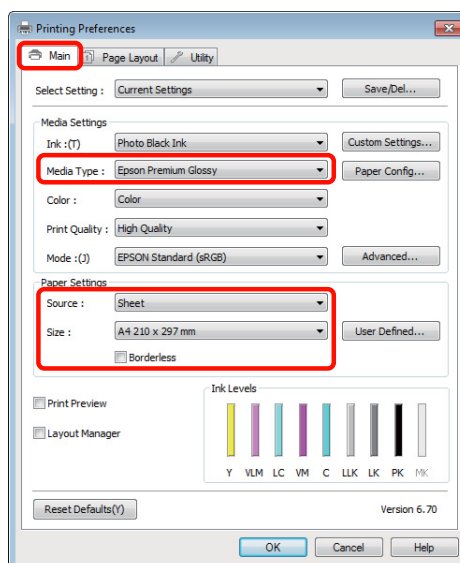 Printing Preferences
Main Page Layout Utility
Select Setting : Current Settings Save/Del...
Media Settings
Ink :(T) Photo Black Ink Custom Settings...
Media Type : Epson Premium Glossy Paper Config...
Color : Color
Print Quality : High Quality
Mode :(J) EPSON Standard (sRGB) Advanced...
Paper Settings
Source : Sheet
Size : A4 210 x 297 mm User Defined...
Borderless
Ink Levels
Print Preview
Layout Manager
Y VLM LC VM C LLK LK PK MK
Reset Defaults(Y) Version 6.70
OK Cancel Help